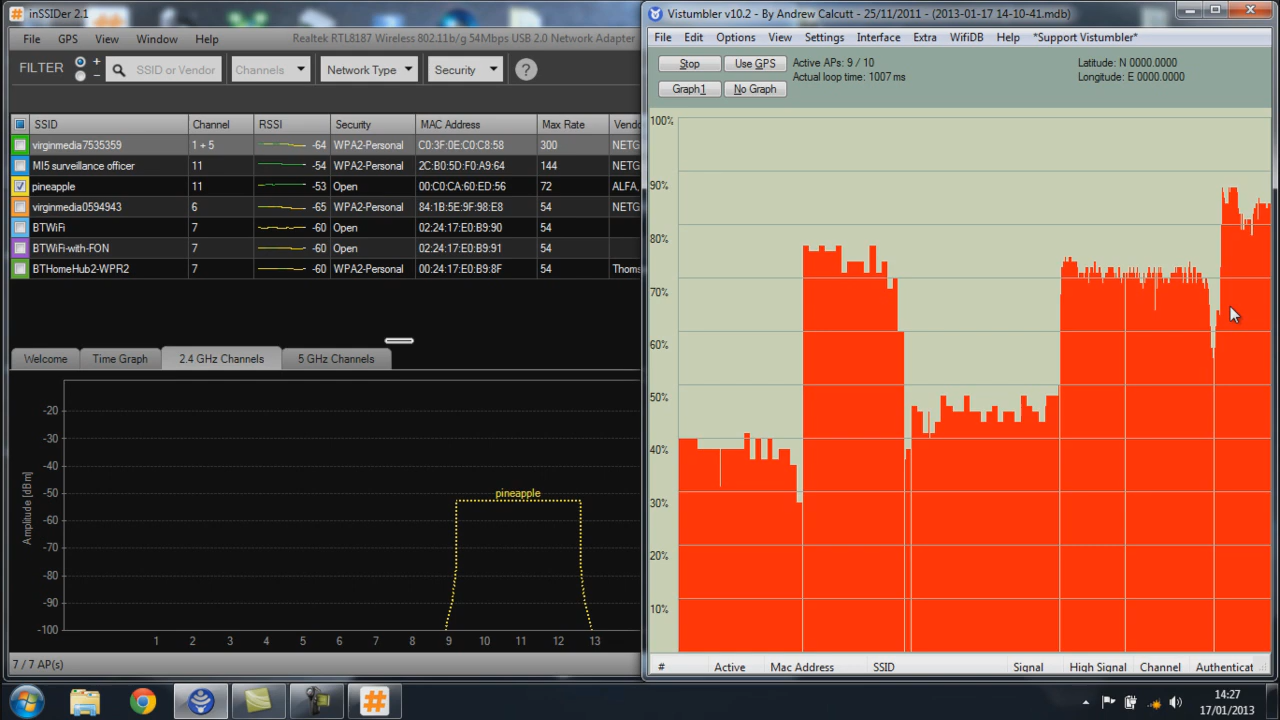 inSSIDer 2.1
File GPS View Window Help Realtek RTL8187 Wireless 802.11b/g 54Mbps USB 2.0 Network Adapter
FILTER + - SSID or Vendor Channels Network Type Security ?
SSID Channel RSSI Security MAC Address Max Rate Vend
virginmedia7535359 1 + 5 -64 WPA2-Personal C0:3F:0E:C0:C8:58 300 NETG
MI5 surveillance officer 11 -54 WPA2-Personal 2C:B0:5D:F0:A9:64 144 NETG
pineapple 11 -53 Open 00:C0:CA:60:ED:56 72 ALFA,
virginmedia0594943 6 -65 WPA2-Personal 84:1B:5E:9F:98:E8 54 NETG
BTWiFi 7 -60 Open 02:24:17:E0:B9:90 54
BTWiFi-with-FON 7 -60 Open 02:24:17:E0:B9:91 54
BTHomeHub2-WPR2 7 -60 WPA2-Personal 00:24:17:E0:B9:8F 54 Thoms
Welcome Time Graph 2.4 GHz Channels 5 GHz Channels
Amplitude [dBm]
-20
-30
-40
-50
-60
-70
-80
-90
-100
pineapple
1 2 3 4 5 6 7 8 9 10 11 12 13
7 / 7 AP(s)
Vistumbler v10.2 - By Andrew Calcutt - 25/11/2011 - (2013-01-17 14-10-41.mdb)
File Edit Options View Settings Interface Extra WifiDB Help *Support Vistumbler*
Stop Use GPS Active APs: 9 / 10 Latitude: N 0000.0000
Actual loop time: 1007 ms Longitude: E 0000.0000
Graph1 No Graph
100%
90%
80%
70%
60%
50%
40%
30%
20%
10%
# Active Mac Address SSID Signal High Signal Channel Authenticat
14:27
17/01/2013